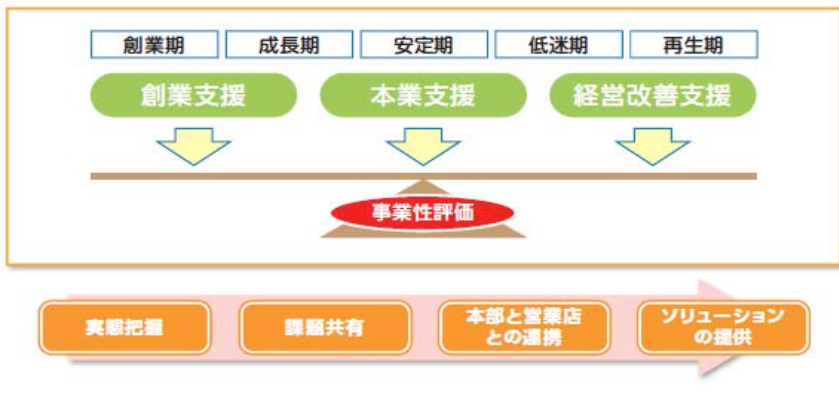 創業期
成長期
安定期
低迷期
再生期
創業支援
本業支援
経営改善支援
事業性評価
実態把握
課題共有
本部と営業店
との連携
ソリューション
の提供